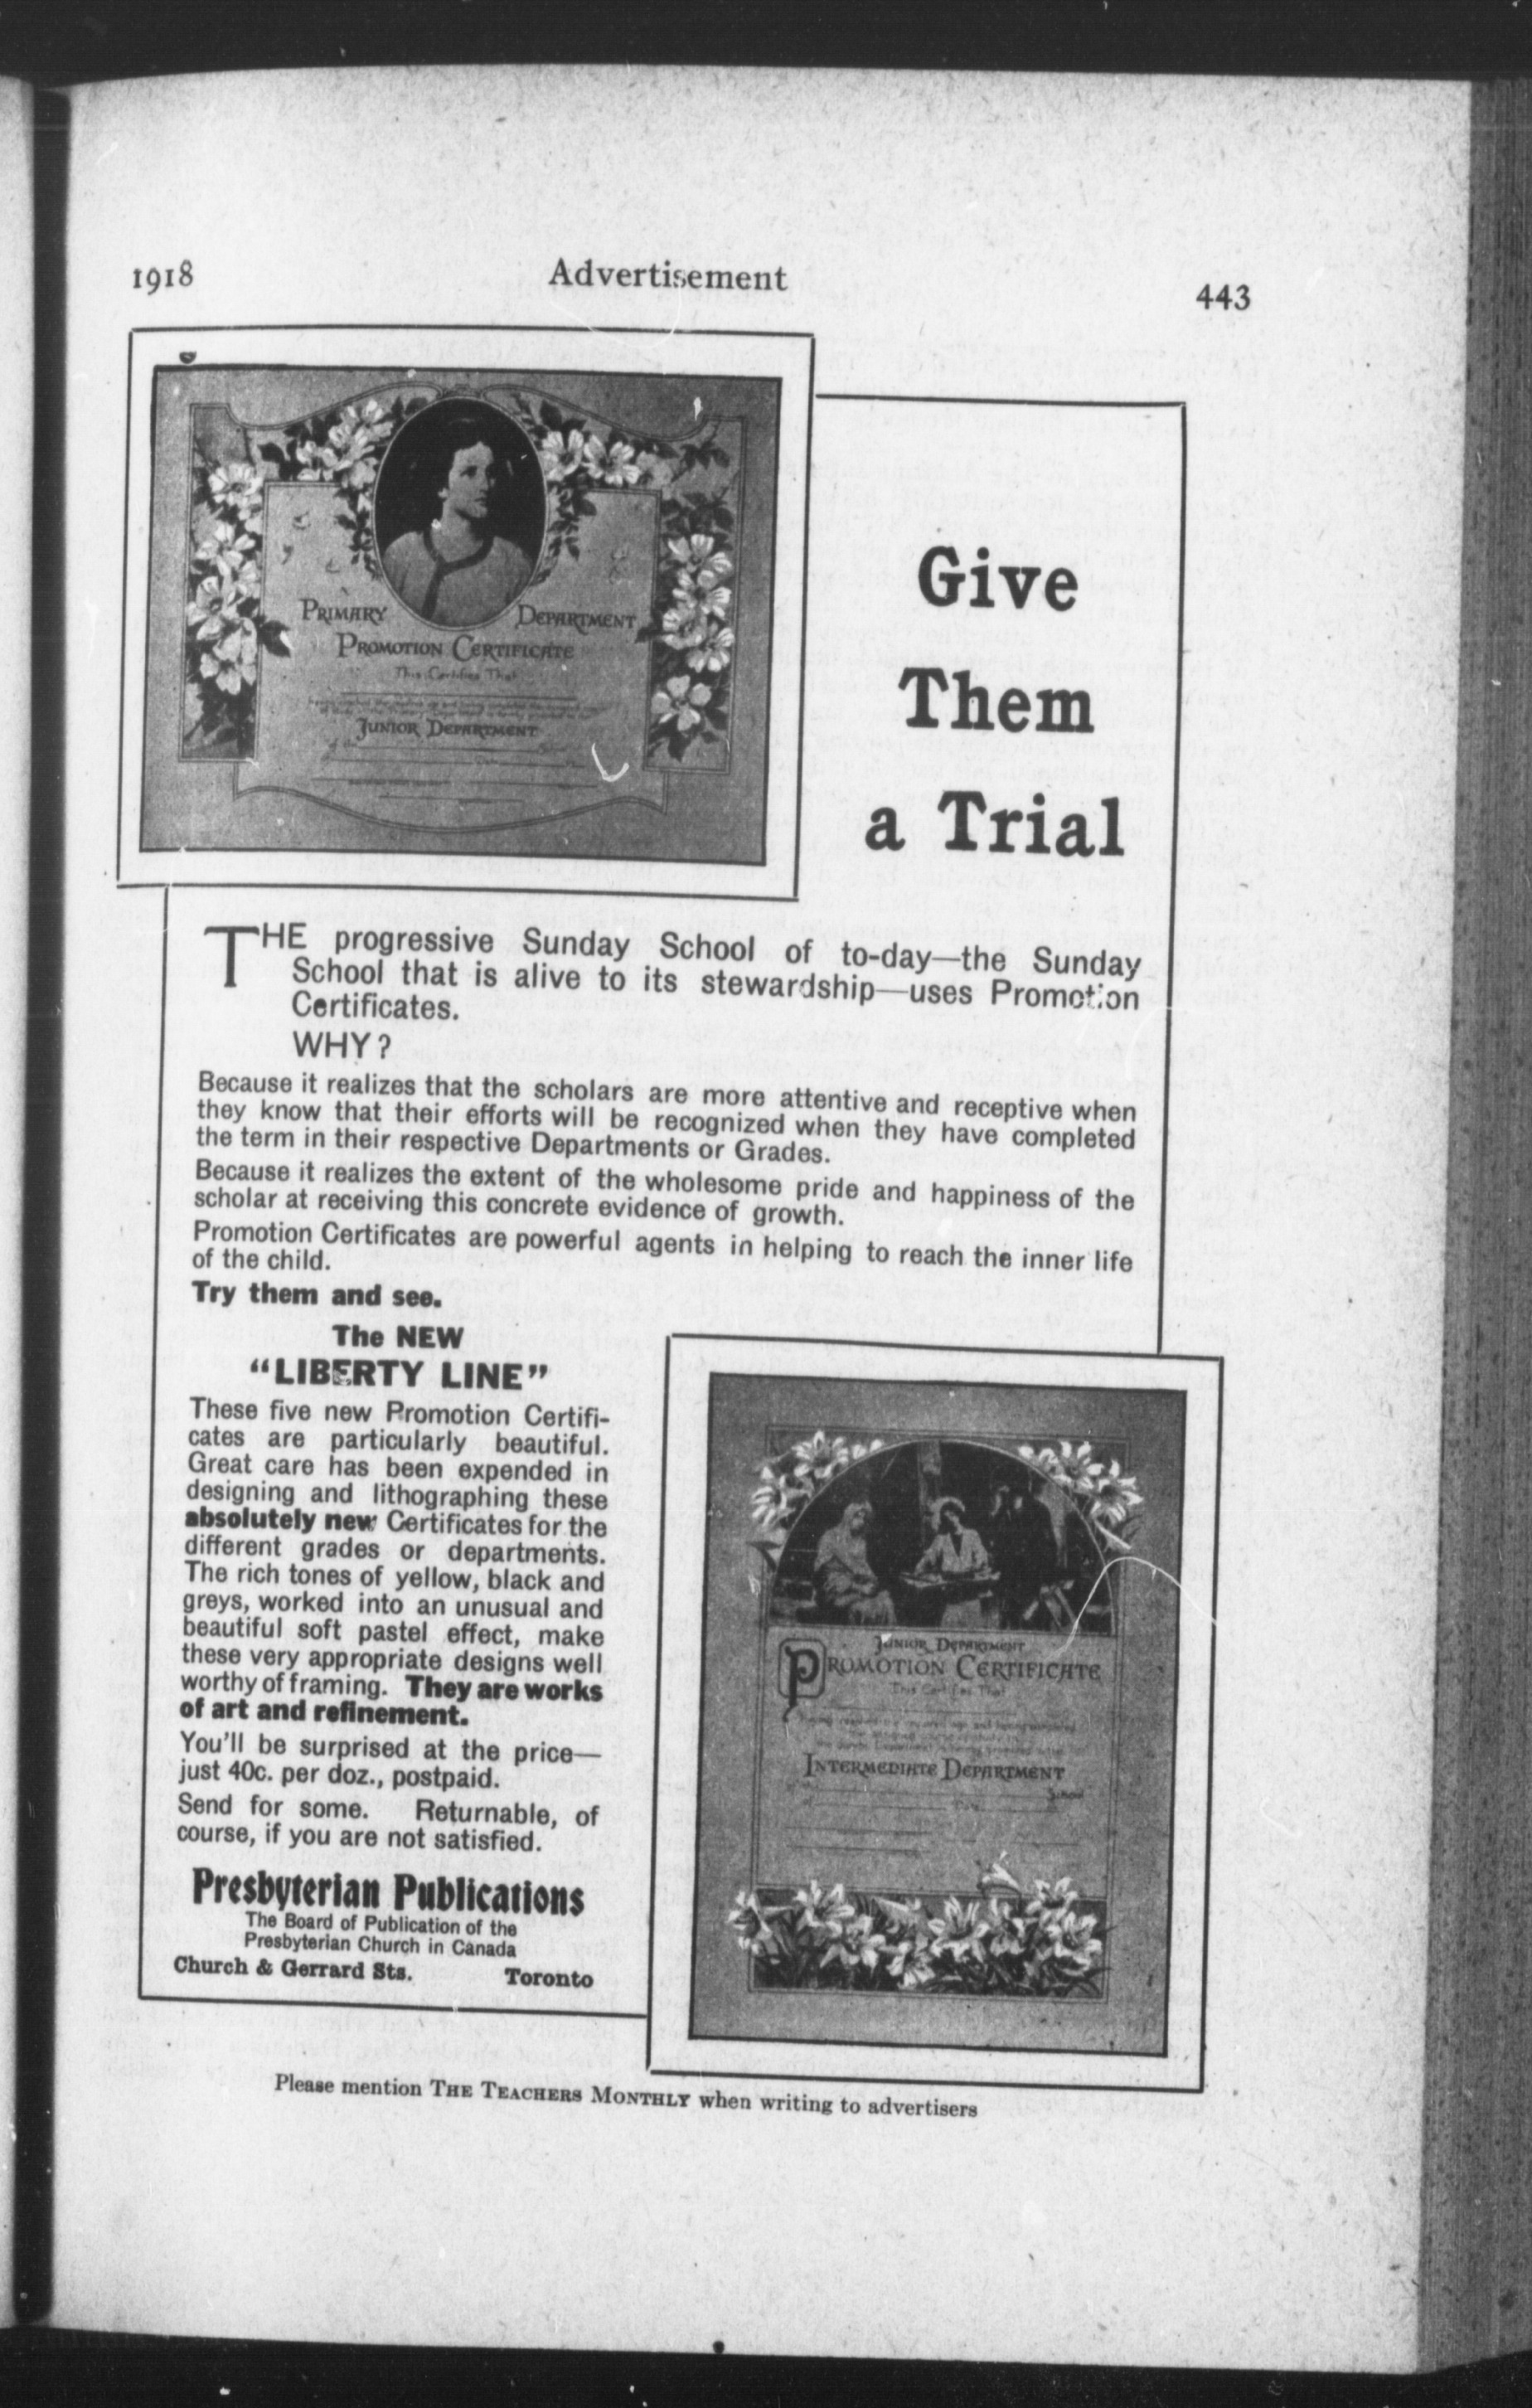 1918
Advertisement
443
PRIMARY DEPARTMENT
PROMOTION CERTIFICATE
This Certifies That
JUNIOR DEPARTMENT
Give
Them
a Trial
THE progressive Sunday School of to-day—the Sunday
School that is alive to its stewardship—uses Promotion
Certificates.
WHY?
Because it realizes that the scholars are more attentive and receptive when
they know that their efforts will be recognized when they have completed
the term in their respective Departments or Grades.
Because it realizes the extent of the wholesome pride and happiness of the
scholar at receiving this concrete evidence of growth.
Promotion Certificates are powerful agents in helping to reach the inner life
of the child.
Try them and see.
The NEW
“LIBERTY LINE”
These five new Promotion Certifi-
cates are particularly beautiful.
Great care has been expended in
designing and lithographing these
absolutely new Certificates for the
different grades or departments.
The rich tones of yellow, black and
greys, worked into an unusual and
beautiful soft pastel effect, make
these very appropriate designs well
worthy of framing. They are works
of art and refinement.
You'll be surprised at the price—
just 40c. per doz., postpaid.
Send for some. Returnable, of
course, if you are not satisfied.
Presbyterian Publications
The Board of Publication of the
Presbyterian Church in Canada
Church & Gerrard Sts. Toronto
JUNIOR DEPARTMENT
PROMOTION CERTIFICATE
This Certifies That
INTERMEDIATE DEPARTMENT
School
Date
Please mention THE TEACHERS MONTHLY when writing to advertisers